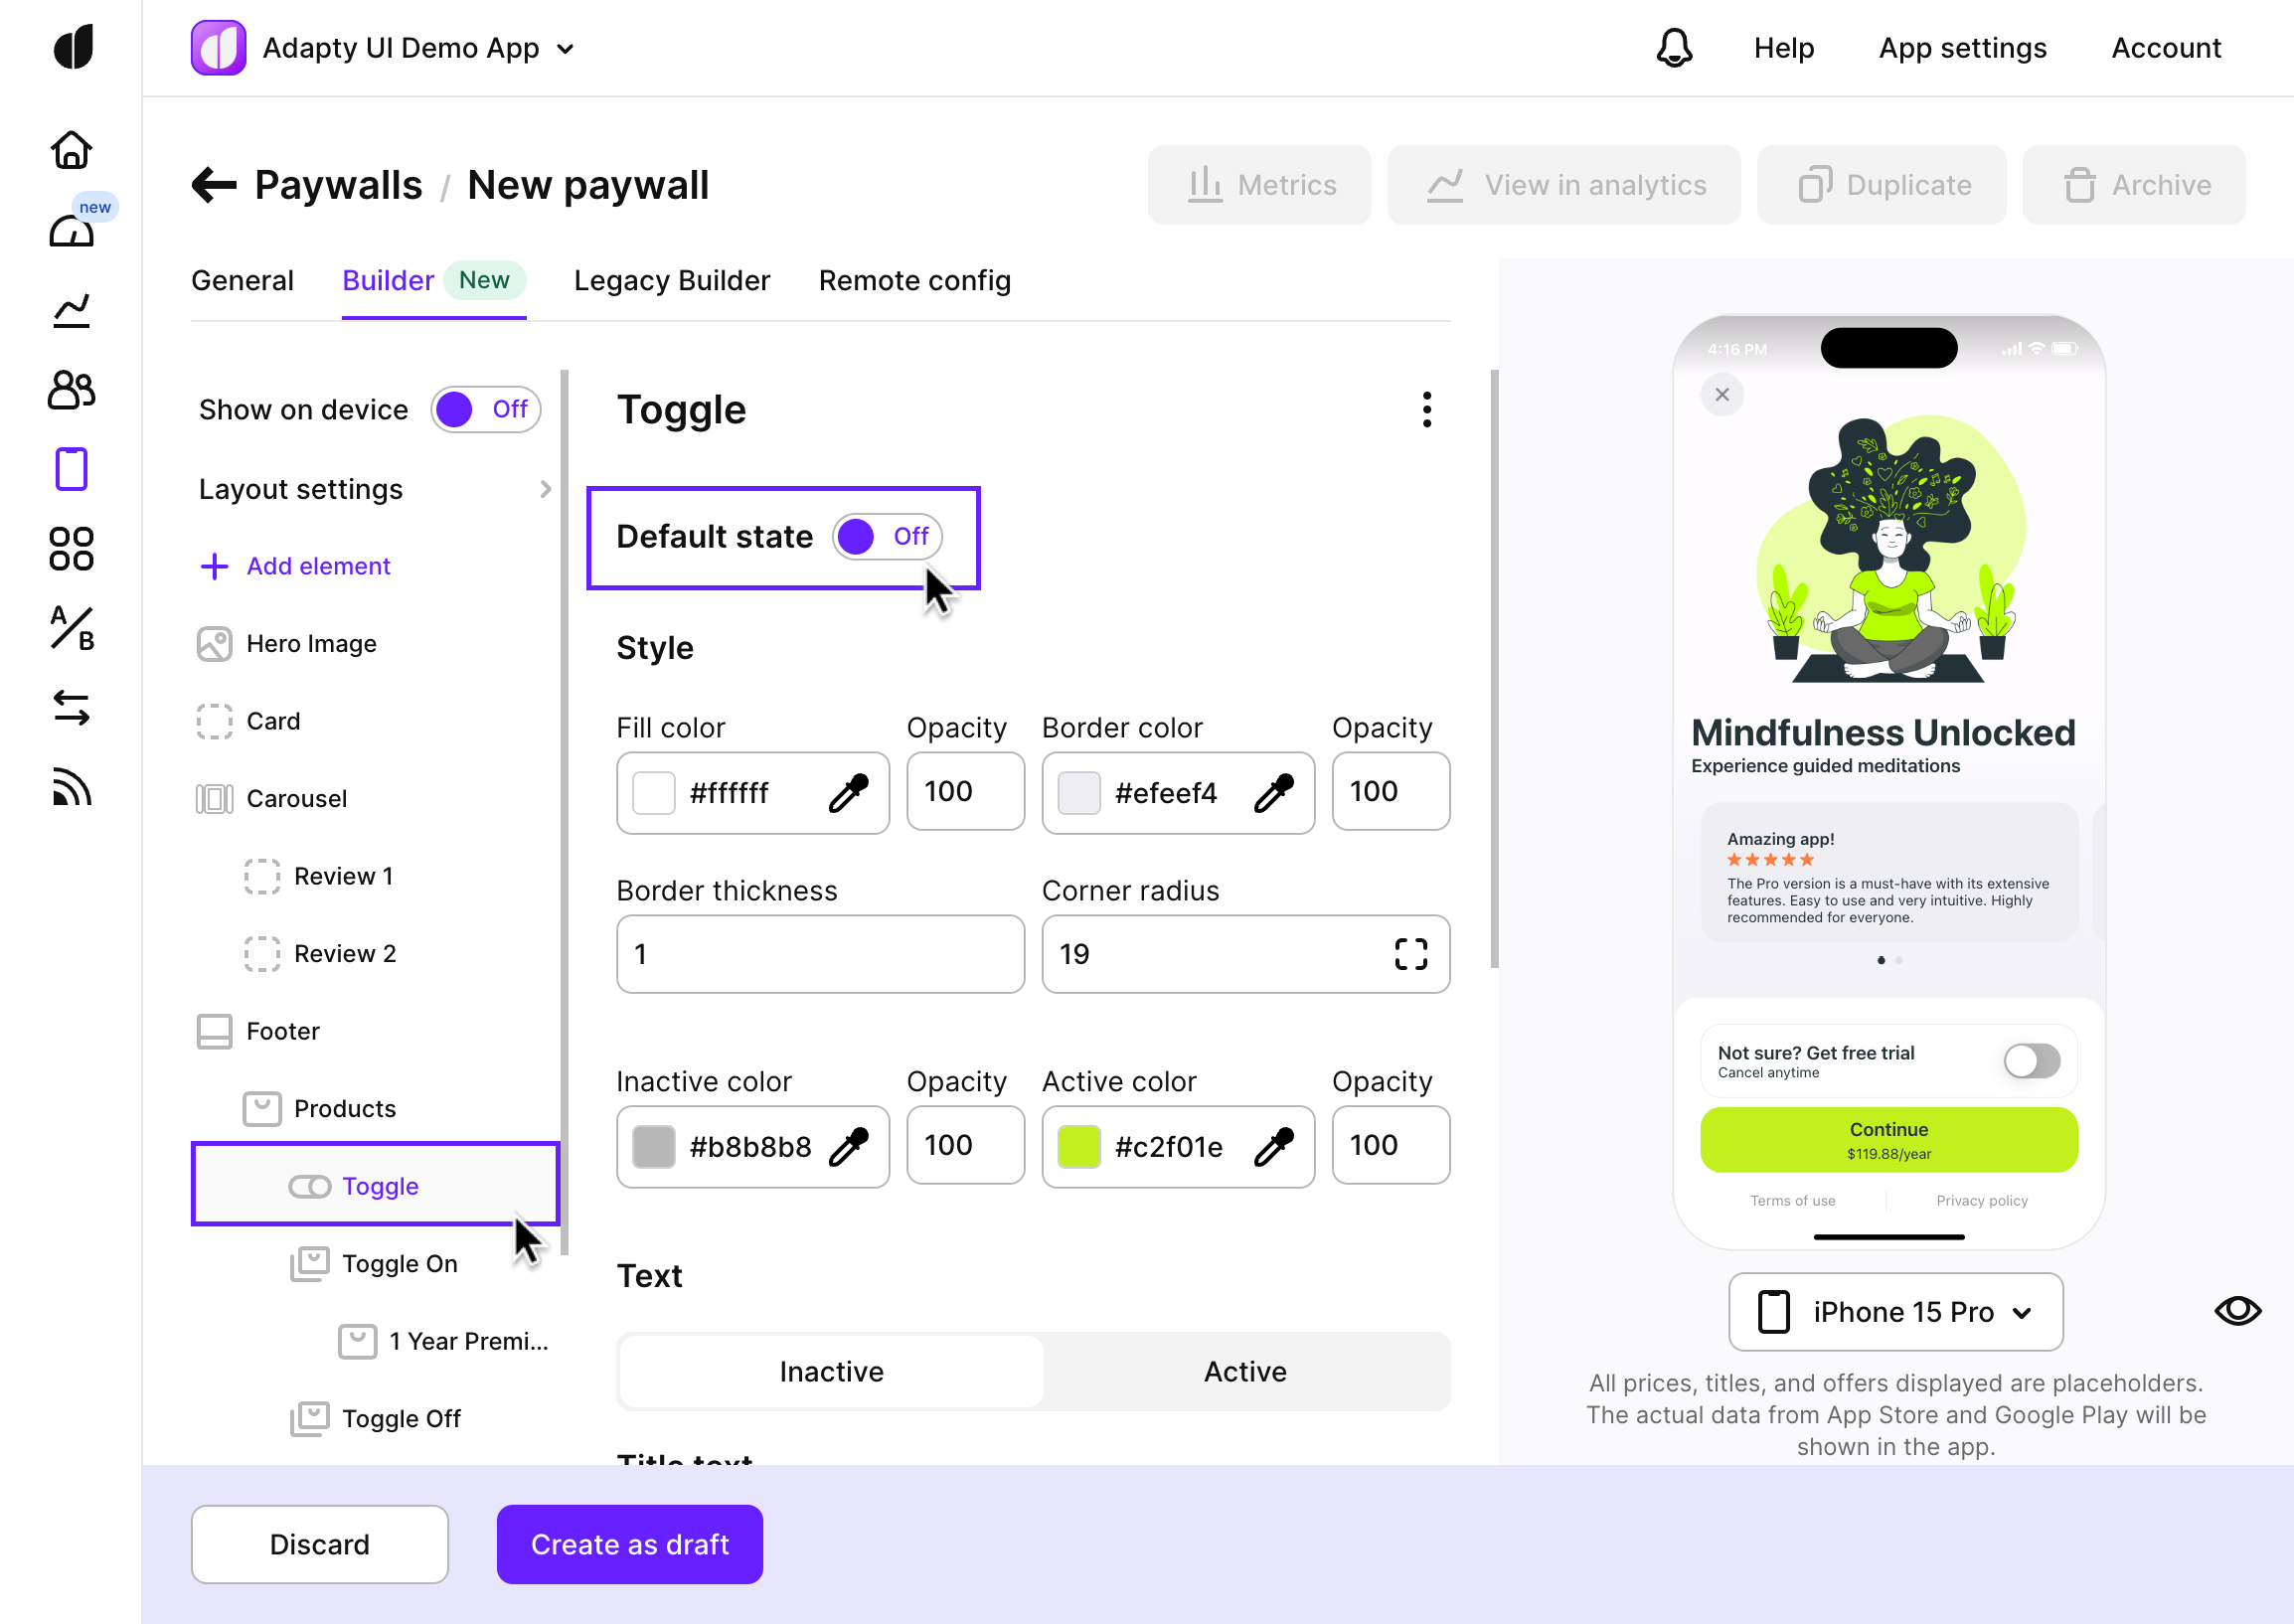 Adapty UI Demo App
Help
App settings
Account
new
Paywalls / New paywall
Metrics
View in analytics
Duplicate
Archive
General
Builder New
Legacy Builder
Remote config
Show on device Off
Layout settings
Add element
Hero Image
Card
Carousel
Review 1
Review 2
Footer
Products
Toggle
Toggle On
1 Year Premi...
Toggle Off
A/B
Toggle
Default state Off
Style
Fill color
Opacity
Border color
Opacity
#ffffff
100
#efeef4
100
Border thickness
Corner radius
1
19
Inactive color
Opacity
Active color
Opacity
#b8b8b8
100
#c2f01e
100
Text
Inactive
Active
Title text
4:16 PM
Mindfulness Unlocked
Experience guided meditations
Amazing app!
The Pro version is a must-have with its extensive
features. Easy to use and very intuitive. Highly
recommended for everyone.
Not sure? Get free trial
Cancel anytime
Continue
$119.88/year
Terms of use
Privacy policy
iPhone 15 Pro
All prices, titles, and offers displayed are placeholders.
The actual data from App Store and Google Play will be
shown in the app.
Discard
Create as draft